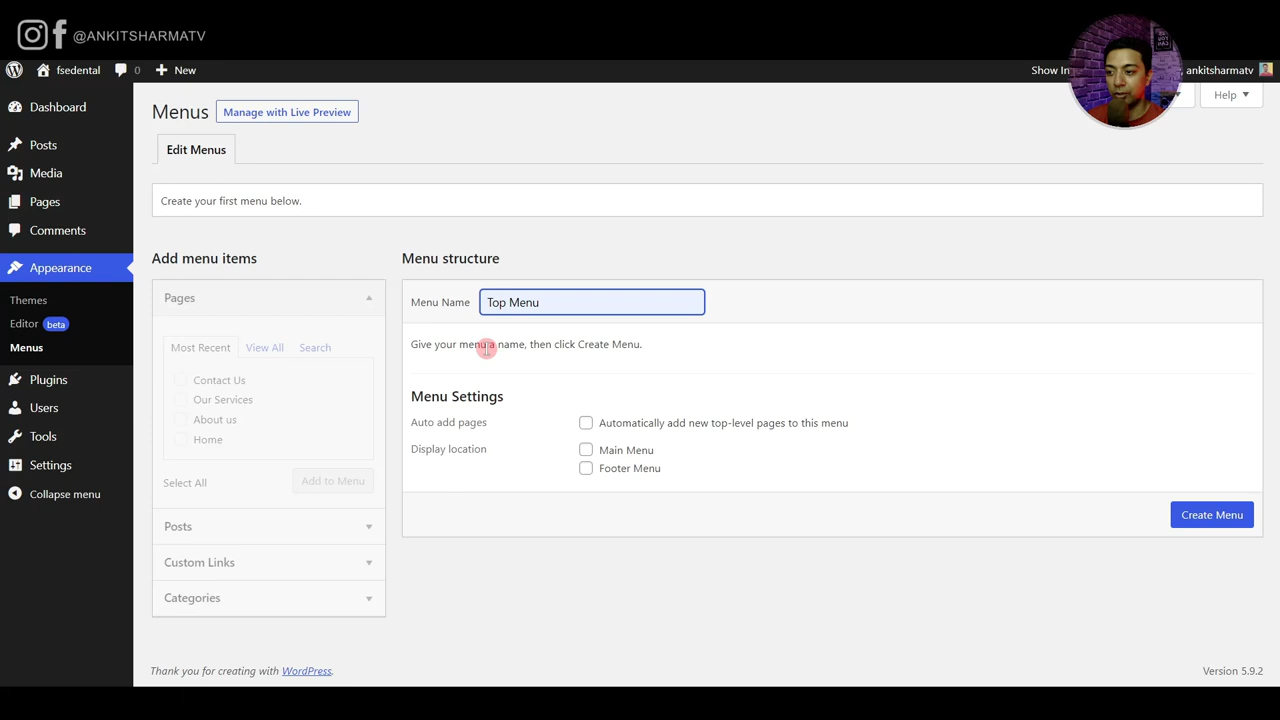 @ANKITSHARMATV
fsedental
0
New
Show In
, ankitsharmatv
Dashboard
Posts
Media
Pages
Comments
Appearance
Themes
Editor beta
Menus
Plugins
Users
Tools
Settings
Collapse menu
Menus
Manage with Live Preview
Help
Edit Menus
Create your first menu below.
Add menu items
Pages
Most Recent View All Search
Contact Us
Our Services
About us
Home
Select All
Add to Menu
Posts
Custom Links
Categories
Menu structure
Menu Name Top Menu
Give your menu a name, then click Create Menu.
Menu Settings
Auto add pages Automatically add new top-level pages to this menu
Display location Main Menu
Footer Menu
Create Menu
Thank you for creating with WordPress.
Version 5.9.2